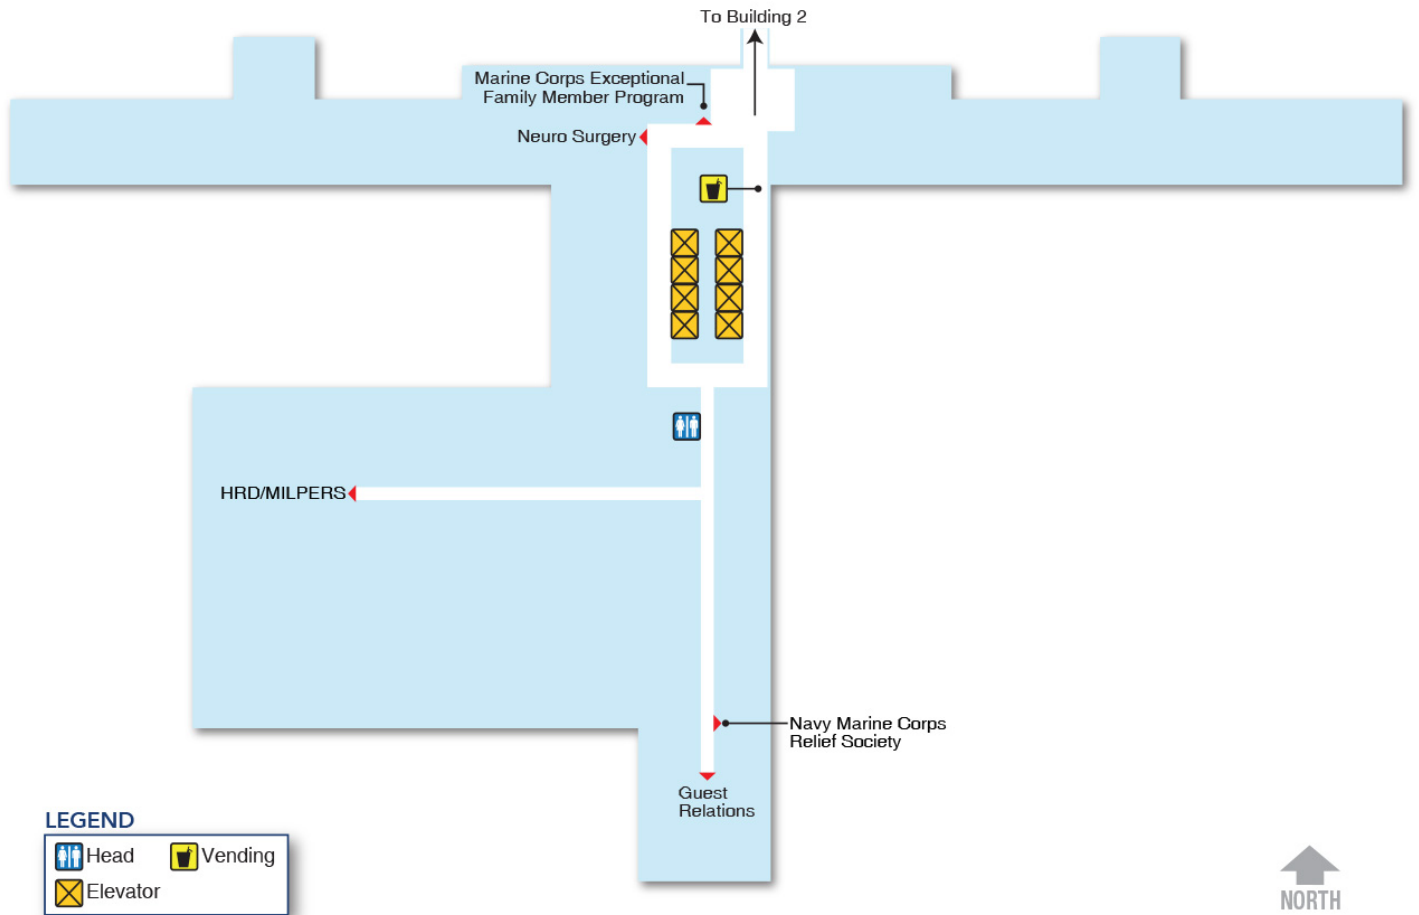 To Building 2
Marine Corps Exceptional
Family Member Program
Neuro Surgery
HRD/MILPERS
Navy Marine Corps
Relief Society
Guest
Relations
LEGEND
Head
Vending
Elevator
NORTH